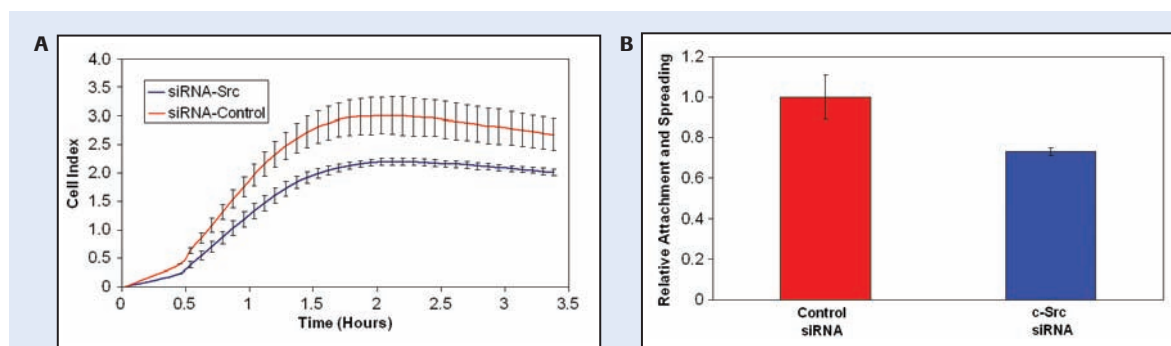 A
4.0
3.5
3.0
2.5
2.0
1.5
1.0
0.5
0
Cell Index
siRNA-Src
siRNA-Control
0 0.5 1 1.5 2 2.5 3 3.5
Time (Hours)
B
1.2
1.0
0.8
0.6
0.4
0.2
0
Relative Attachment and Spreading
Control
siRNA
c-Src
siRNA